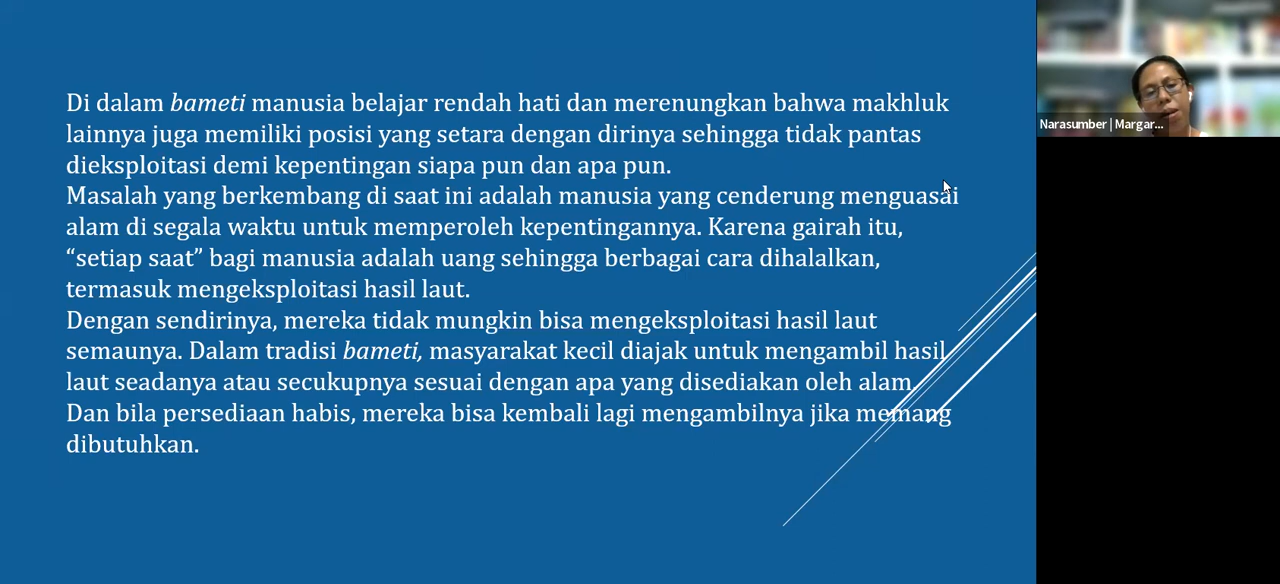 Di dalam bameti manusia belajar rendah hati dan merenungkan bahwa makhluk
lainnya juga memiliki posisi yang setara dengan dirinya sehingga tidak pantas
dieksploitasi demi kepentingan siapa pun dan apa pun.
Masalah yang berkembang di saat ini adalah manusia yang cenderung menguasai
alam di segala waktu untuk memperoleh kepentingannya. Karena gairah itu,
“setiap saat” bagi manusia adalah uang sehingga berbagai cara dihalalkan,
termasuk mengeksploitasi hasil laut.
Dengan sendirinya, mereka tidak mungkin bisa mengeksploitasi hasil laut
semaunya. Dalam tradisi bameti, masyarakat kecil diajak untuk mengambil hasil
laut seadanya atau secukupnya sesuai dengan apa yang disediakan oleh alam.
Dan bila persediaan habis, mereka bisa kembali lagi mengambilnya jika memang
dibutuhkan.
Narasumber | Margar...